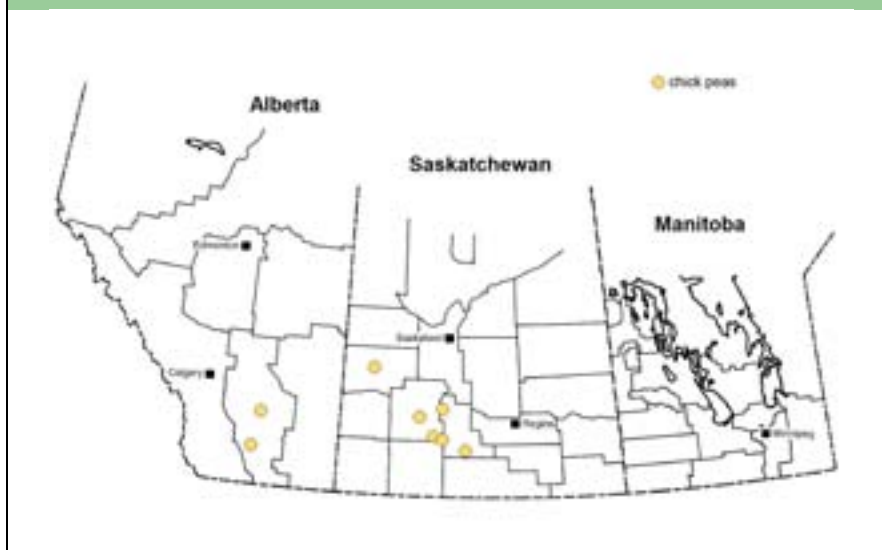 chick peas
Alberta
Saskatchewan
Manitoba
Edmonton
Saskatoon
Calgary
Regina
Winnipeg